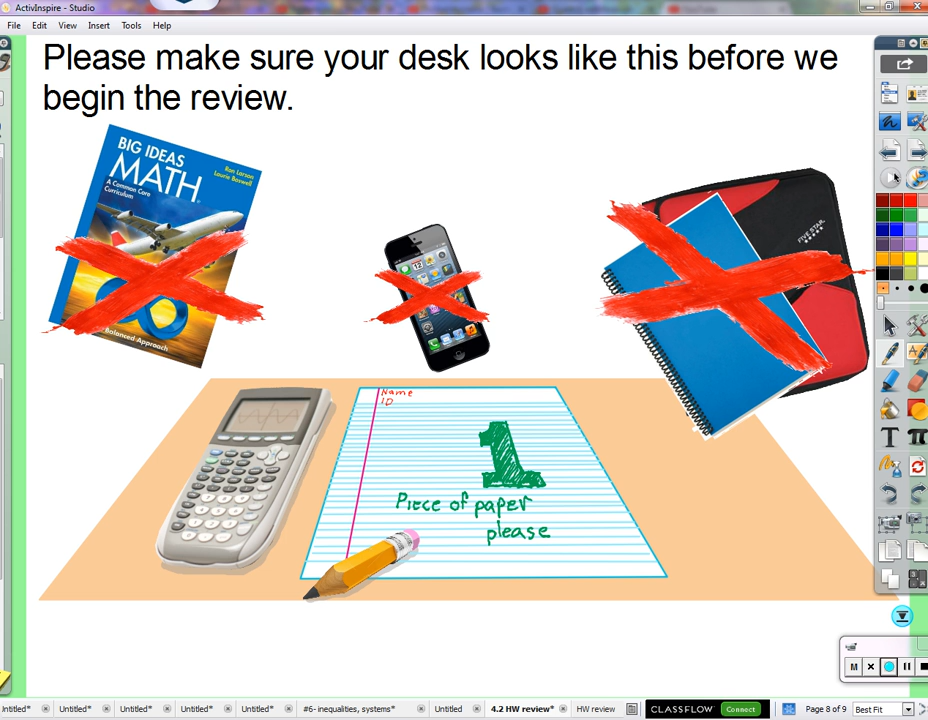 ActivInspire - Studio
File Edit View Insert Tools Help
Please make sure your desk looks like this before we
begin the review.
BIG IDEAS
MATH
Ron Larson
Laurie Boswell
A Common Core
Curriculum
Balanced Approach
FIVE STAR
Name
ID
1
Piece of paper
please
M
Untitled* Untitled* Untitled* Untitled* Untitled* #6- inequalities, systems* Untitled 4.2 HW review* HW review CLASSFLOW Connect Page 8 of 9 Best Fit